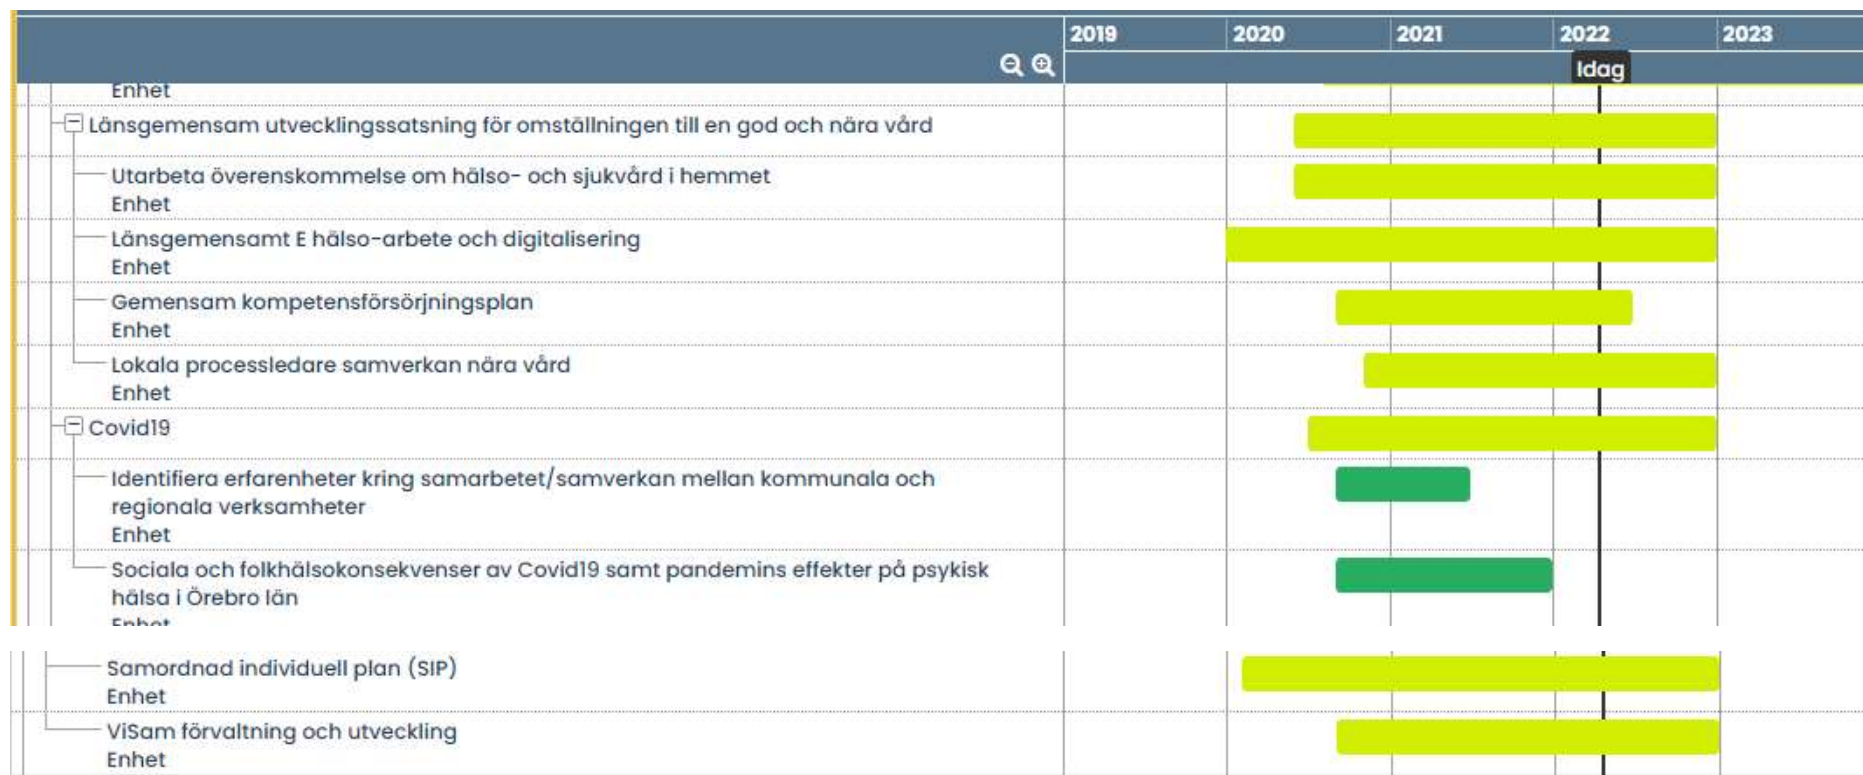 2019 2020 2021 2022 2023
Idag
Enhet
Länsgemensam utvecklingssatsning för omställningen till en god och nära vård
Utarbeta överenskommelse om hälso- och sjukvård i hemmet
Enhet
Länsgemensamt E hälso-arbete och digitalisering
Enhet
Gemensam kompetensförsörjningsplan
Enhet
Lokala processledare samverkan nära vård
Enhet
Covid19
Identifiera erfarenheter kring samarbetet/samverkan mellan kommunala och
regionala verksamheter
Enhet
Sociala och folkhälsokonsekvenser av Covid19 samt pandemins effekter på psykisk
hälsa i Örebro län
Enhet
Samordnad individuell plan (SIP)
Enhet
ViSam förvaltning och utveckling
Enhet